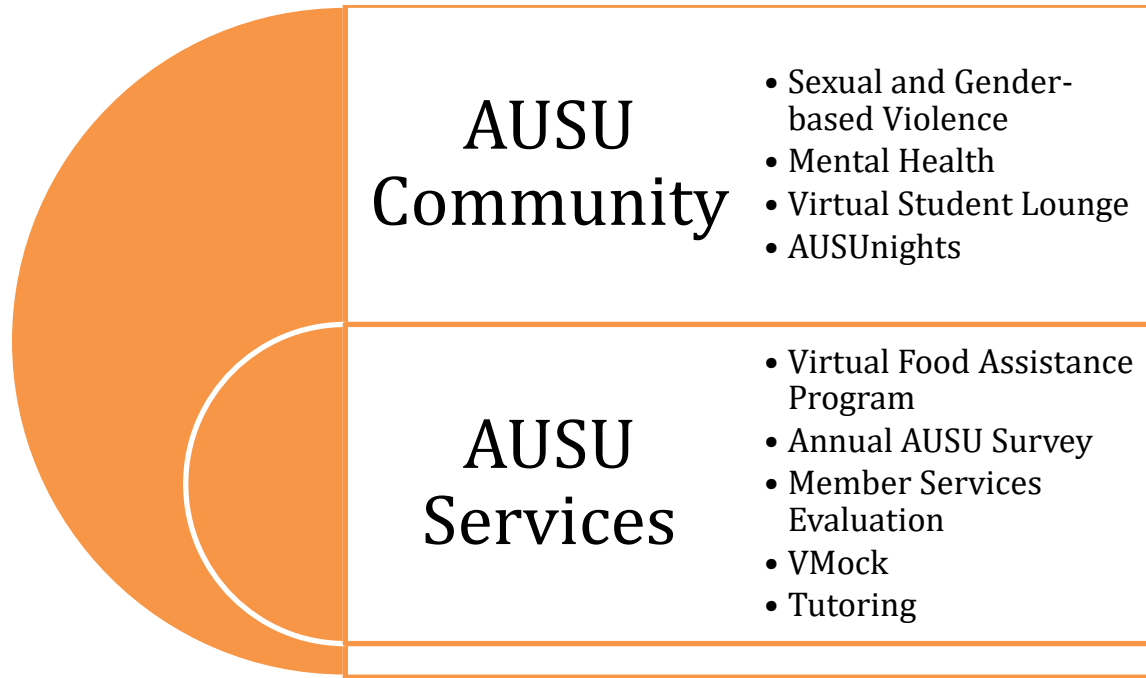 AUSU
Community
• Sexual and Gender-
based Violence
• Mental Health
• Virtual Student Lounge
• AUSUnights
AUSU
Services
• Virtual Food Assistance
Program
• Annual AUSU Survey
• Member Services
Evaluation
• VMock
• Tutoring